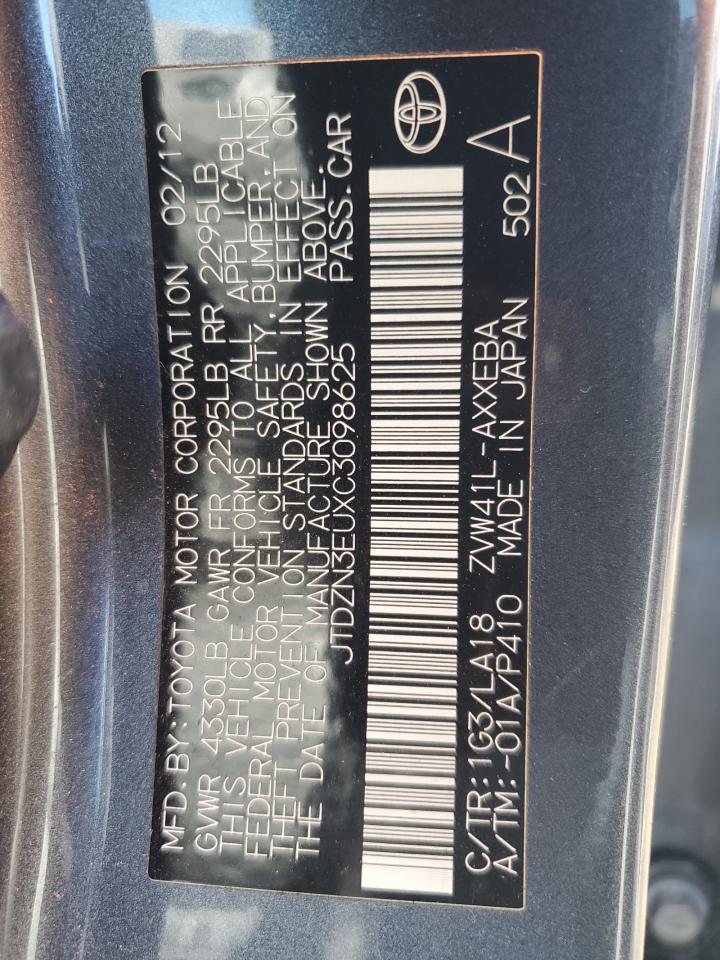 MFD.BY:TOYOTA MOTOR CORPORATION 02/12
GVWR 4330LB GAWR FR 2295LB RR 2295LB
THIS VEHICLE CONFORMS TO ALL APPLICABLE
FEDERAL MOTOR VEHICLE SAFETY, BUMPER, AND
THEFT PREVENTION STANDARDS IN EFFECT ON
THE DATE OF MANUFACTURE SHOWN ABOVE.
JTDZN3EUXC3098625 PASS.CAR
C/TR:1G3/LA18 ZVW41L-AXXEBA
A/TM:-01A/P410 MADE IN JAPAN 502 A